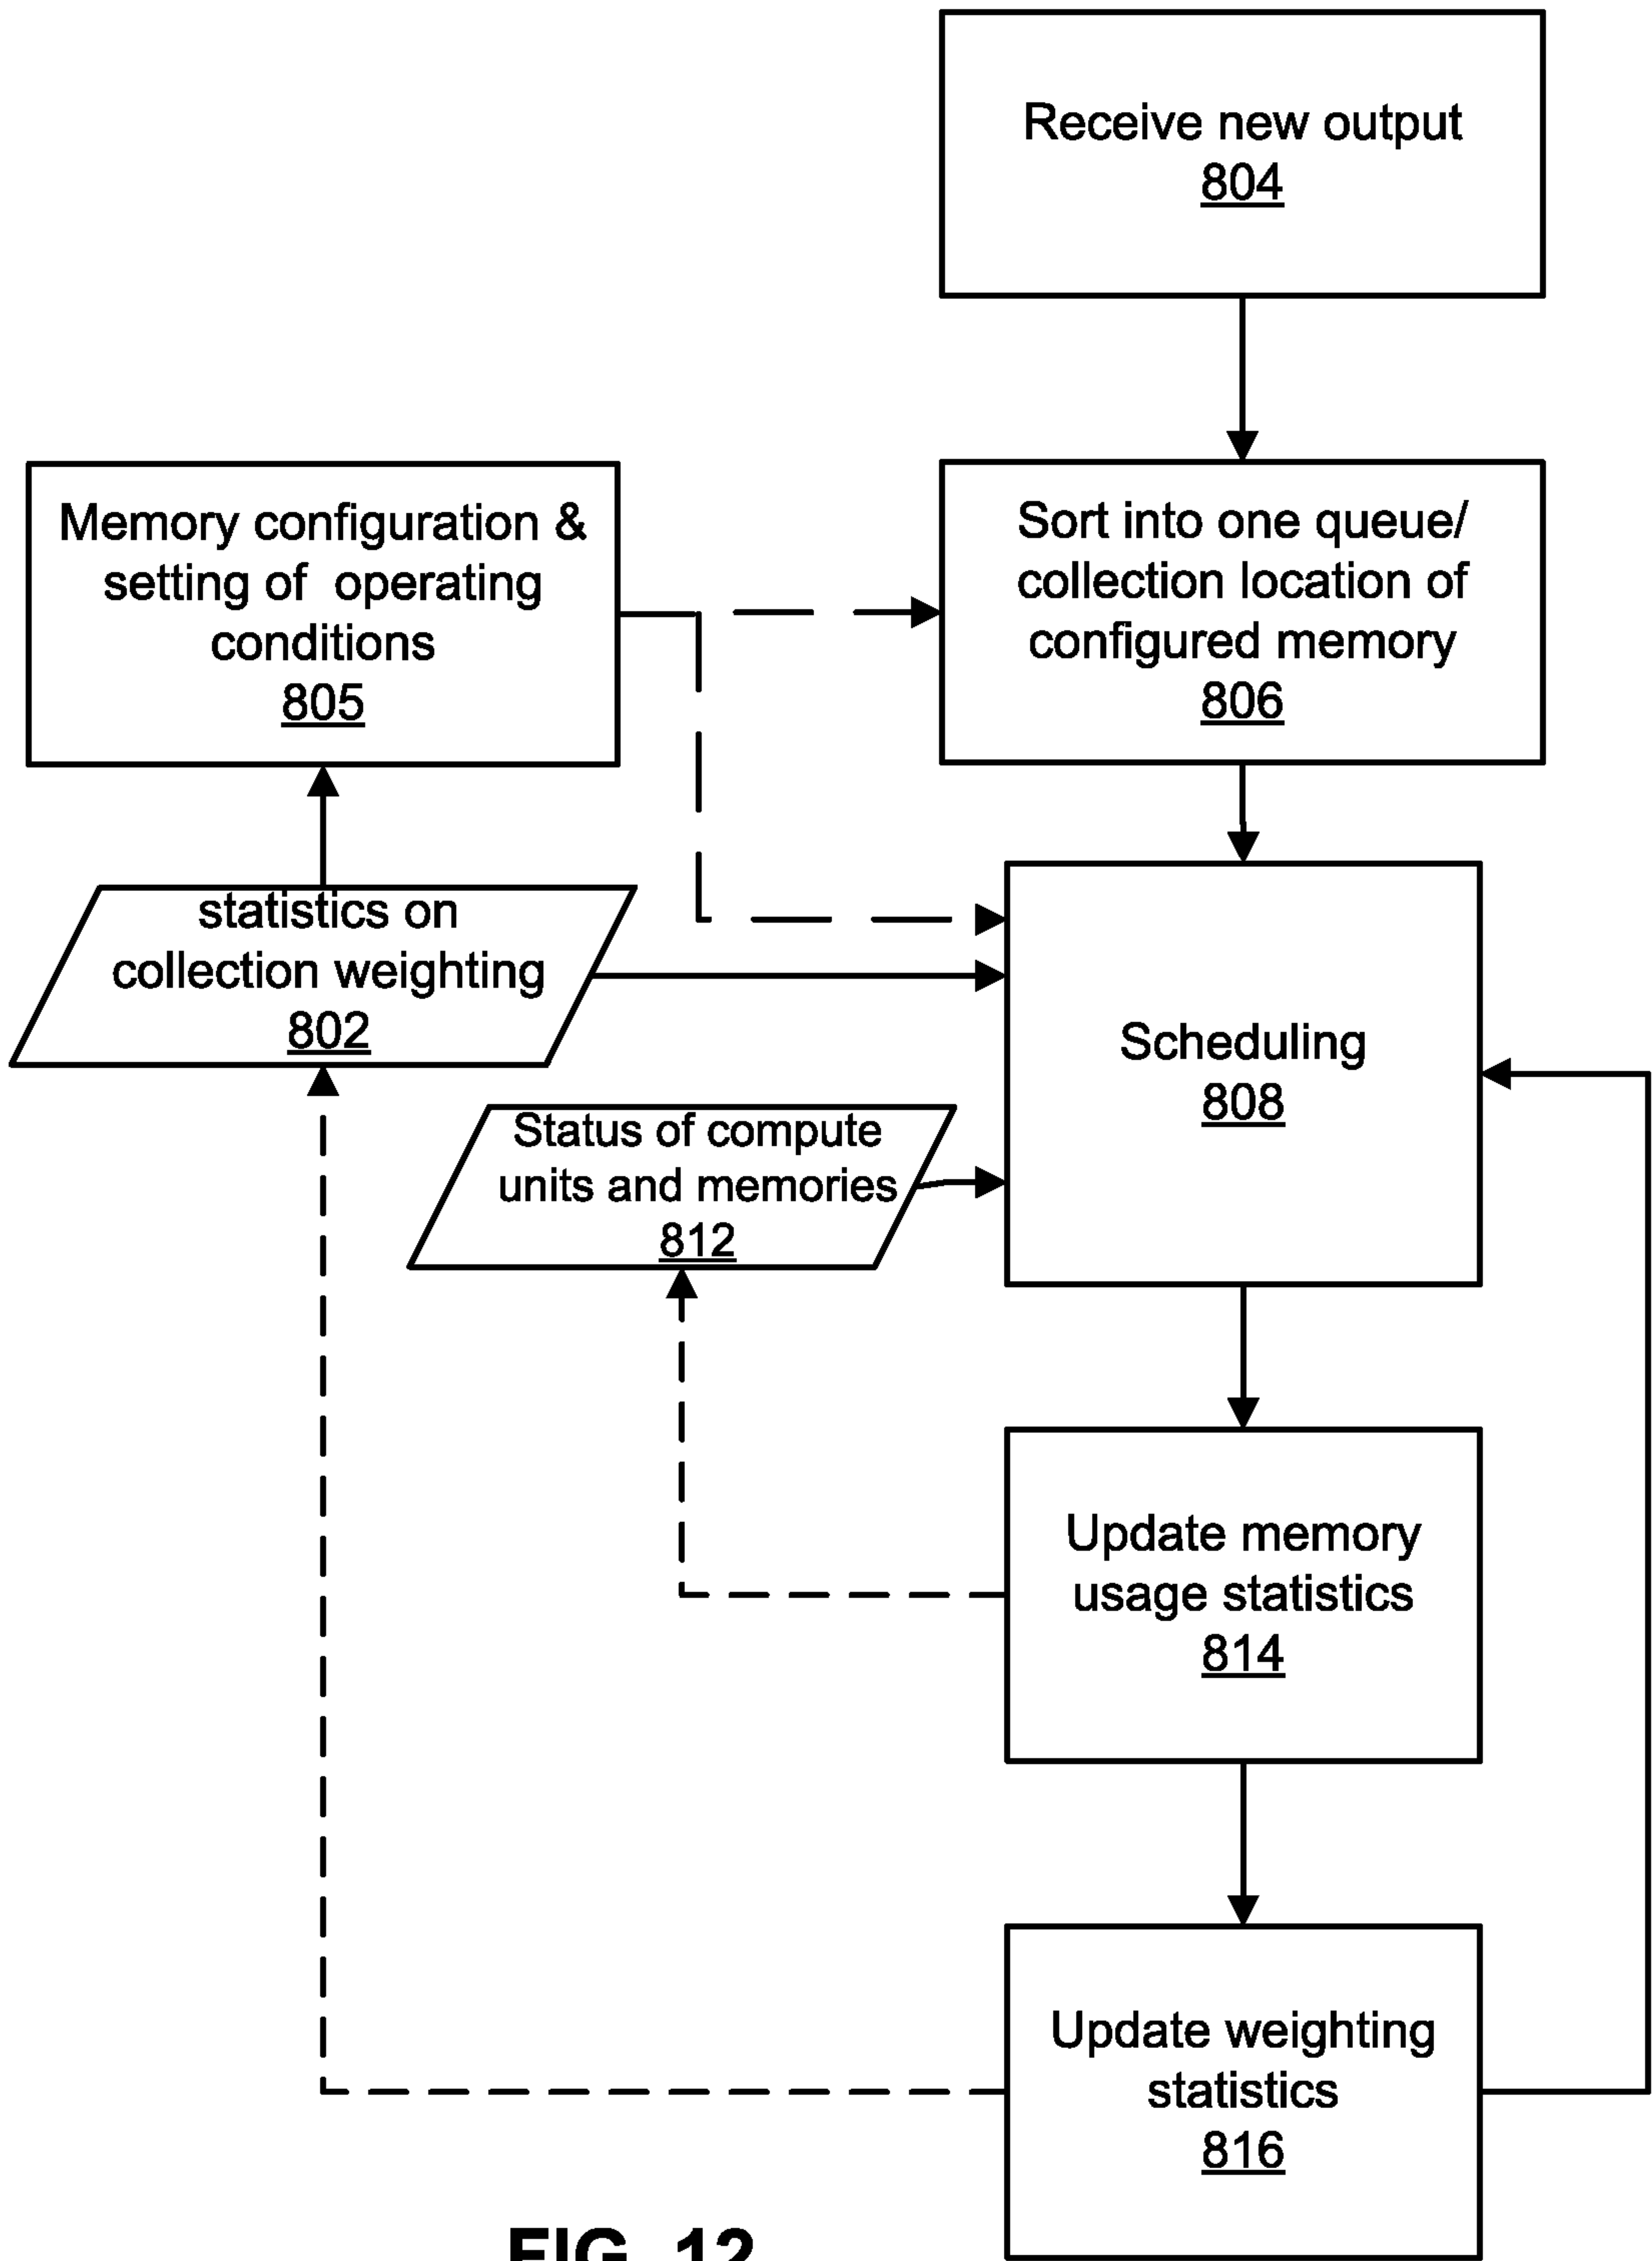 Receive new output
804
Memory configuration &
setting of operating
conditions
805
Sort into one queue/
collection location of
configured memory
806
statistics on
collection weighting
802
Scheduling
808
Status of compute
units and memories
812
Update memory
usage statistics
814
Update weighting
statistics
816
FIG. 12